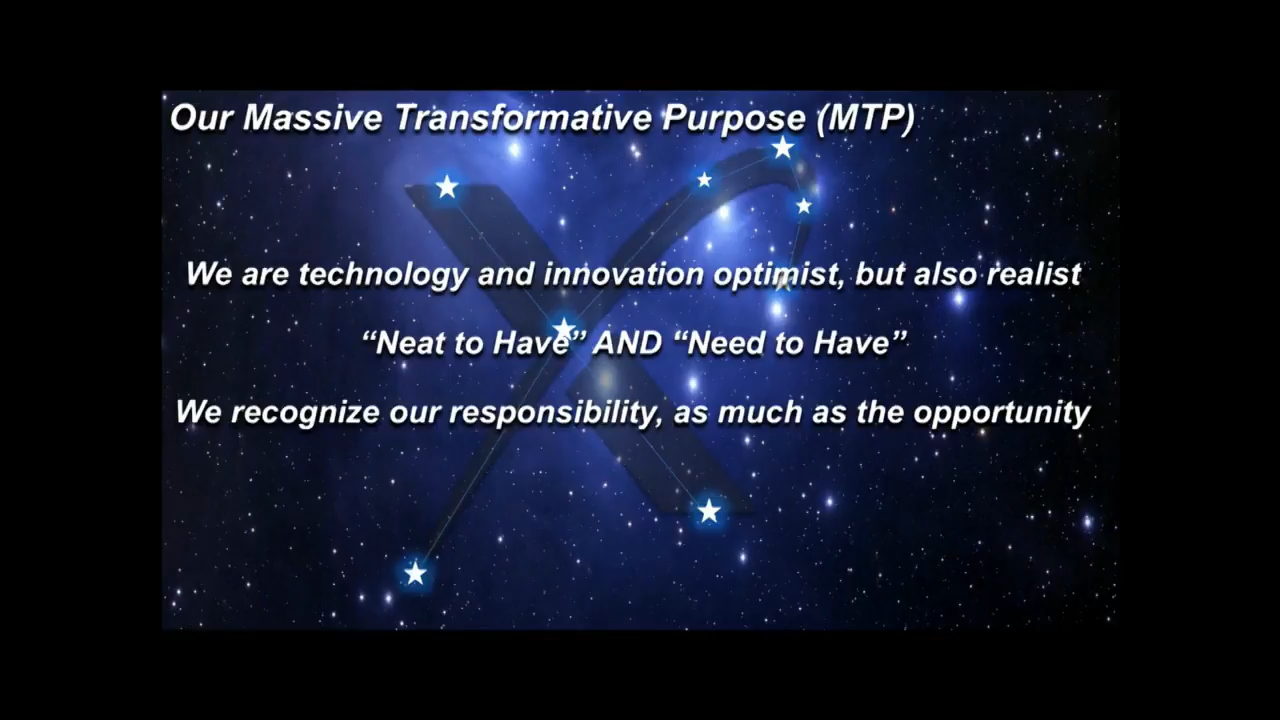 Our Massive Transformative Purpose (MTP)
We are technology and innovation optimist, but also realist
“Neat to Have” AND “Need to Have”
We recognize our responsibility, as much as the opportunity